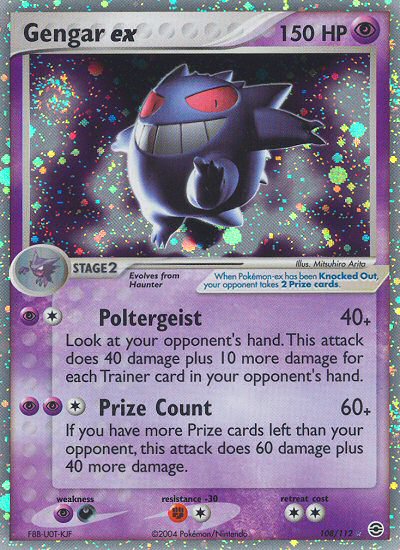 Gengar ex 150 HP
Illus. Mitsuhiro Arita
STAGE2
Evolves from
Haunter
When Pokémon-ex has been Knocked Out,
your opponent takes 2 Prize cards.
Poltergeist 40+
Look at your opponent's hand. This attack
does 40 damage plus 10 more damage for
each Trainer card in your opponent's hand.
Prize Count 60+
If you have more Prize cards left than your
opponent, this attack does 60 damage plus
40 more damage.
weakness resistance -30 retreat cost
F8B-U0T-KJF
©2004 Pokémon/Nintendo
108/112